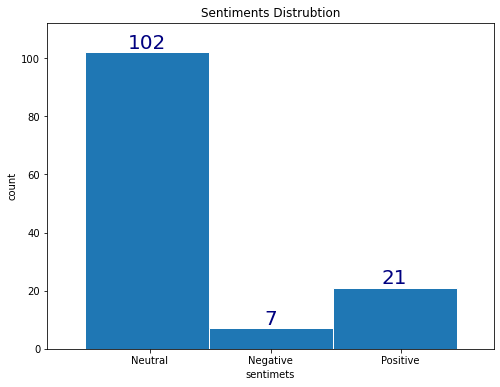 Sentiments Distrubtion
count
100
80
60
40
20
0
102
7
21
Neutral
Negative
Positive
sentimets